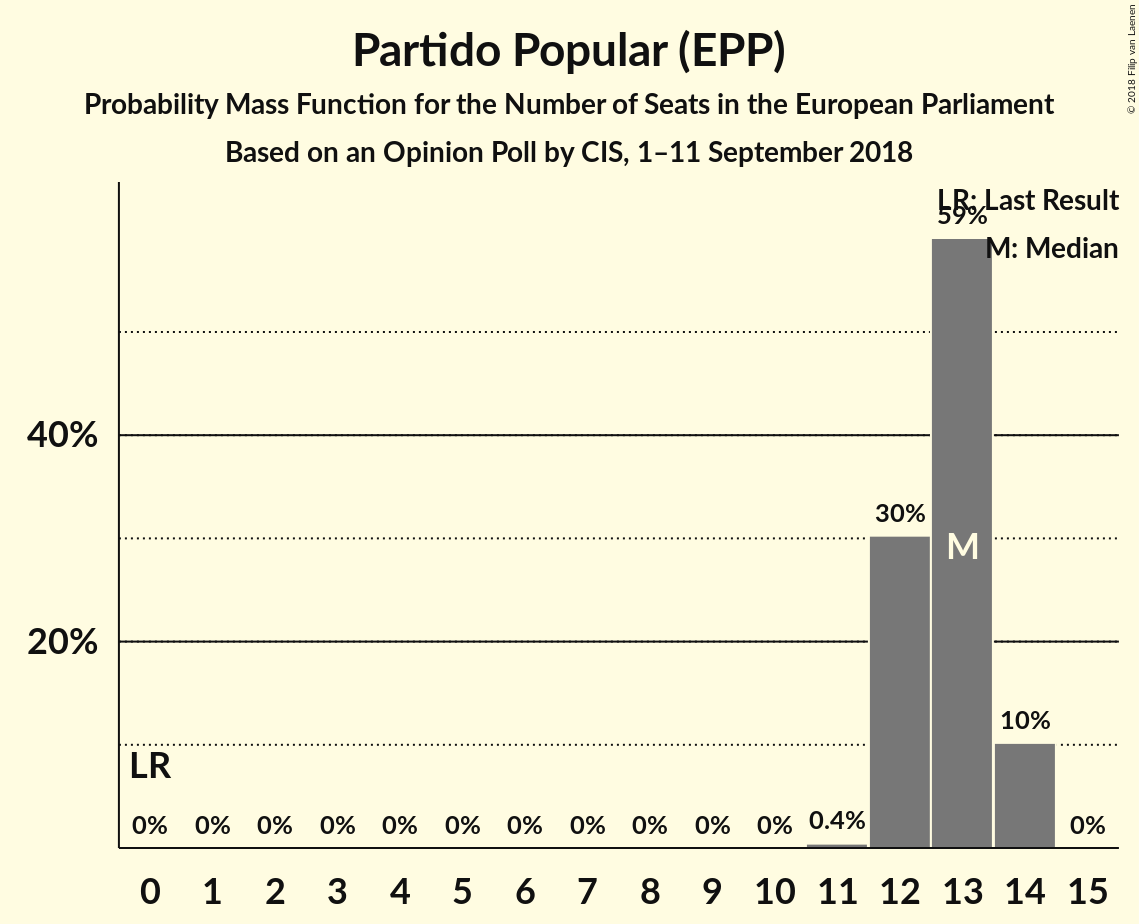 Partido Popular (EPP)
Probability Mass Function for the Number of Seats in the European Parliament
Based on an Opinion Poll by CIS, 1–11 September 2018
© 2018 Filip van Laenen
LR: Last Result
M: Median
59%
40%
30%
M
20%
10%
LR
0% 0% 0% 0% 0% 0% 0% 0% 0% 0% 0% 0.4% 0%
0 1 2 3 4 5 6 7 8 9 10 11 12 13 14 15